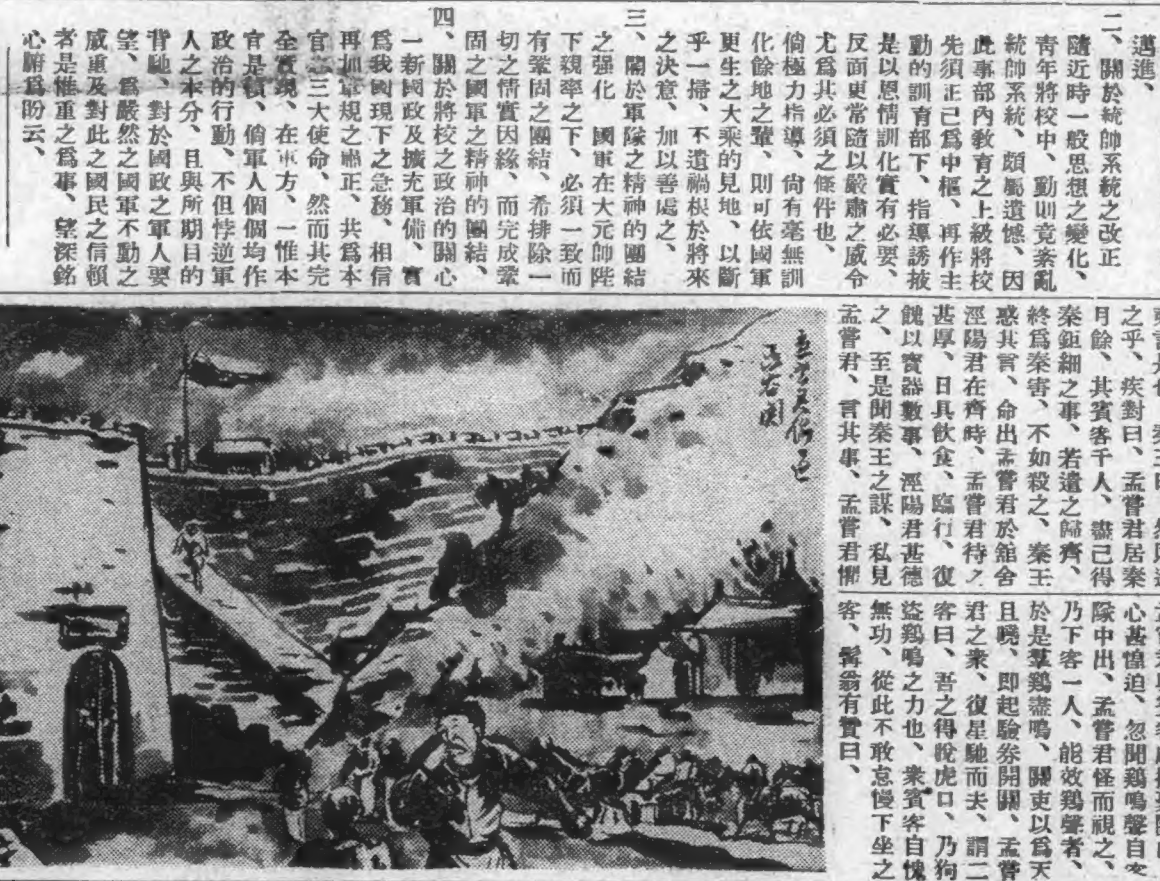 邁進、
二、關於統帥系統之改正
隨近時一般思想之變化、
靑年將校中、動則竟紊亂
統帥系統、頗屬遺憾、因
此事部內敎育之上級將校
先須正己爲中樞、再作主
動的訓育部下、指導誘掖
是以恩情訓化實有必要、
反面更常隨以嚴肅之威令
尤爲其必須之條件也、
倘極力指導、尙有毫無訓
化餘地之輩、則可依國軍
更生之大乘的見地、以斷
乎一掃、不遺禍根於將來
之決意、加以善處之、
三、關於軍隊之精神的團結
之强化 國軍在大元帥陛
下親率之下、必須一致而
有鞏固之團結、希排除一
切之情實因緣、而完成鞏
固之國軍之精神的團結、
四、關於將校之政治的關心
一新國政及擴充軍備、實
爲我國現下之急務、相信
再加軍規之肅正、共爲本
官之三大使命、然而其完
全實現、在軍方、一惟本
官是賴、倘軍人個個均作
政治的行動、不但悖逆軍
人之本分、且與所期目的
背馳、對於國政之軍人要
望、爲嚴然之國軍不動之
威重及對此之國民之信賴
者是惟重之爲事、望深銘
心腑爲盼云、
之乎、疾對曰、孟嘗君居秦
月餘、其賓客千人、盡已得
秦鉅細之事、若遣之歸齊、
終爲秦害、不如殺之、秦王
惑其言、命出孟嘗君於舘舍
涇陽君在齊時、孟嘗君待之
甚厚、日具飮食、臨行、復
餽以寶器數事、涇陽君甚德
之、至是聞秦王之謀、私見
孟嘗君、言其事、孟嘗君懼
心甚惶迫、忽聞鷄鳴聲自客
隊中出、孟嘗君怪而視之、
乃下客一人、能效鷄聲者、
於是羣鷄盡鳴、關吏以爲天
且曉、卽起驗券開關、孟嘗
君之衆、復星馳而去、謂二
客曰、吾之得脫虎口、乃狗
盜鷄鳴之力也、衆賓客自愧
無功、從此不敢怠慢下坐之
客、髯翁有贊曰、